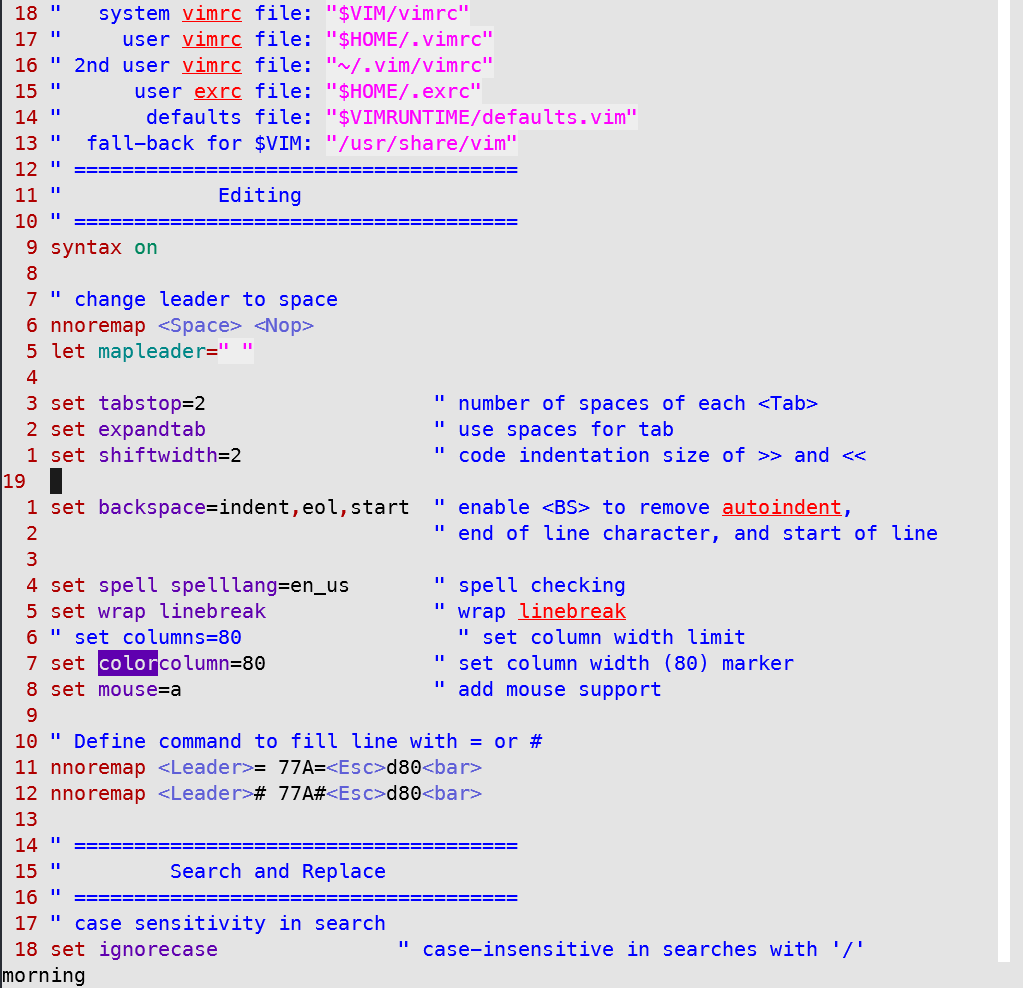 18 "   system vimrc file: "$VIM/vimrc"
17 "     user vimrc file: "$HOME/.vimrc"
16 " 2nd user vimrc file: "~/.vim/vimrc"
15 "      user exrc file: "$HOME/.exrc"
14 "       defaults file: "$VIMRUNTIME/defaults.vim"
13 "  fall-back for $VIM: "/usr/share/vim"
12 " =====================================
11 "             Editing
10 " =====================================
9 syntax on
8
7 " change leader to space
6 nnoremap <Space> <Nop>
5 let mapleader=" "
4
3 set tabstop=2                   " number of spaces of each <Tab>
2 set expandtab                   " use spaces for tab
1 set shiftwidth=2                " code indentation size of >> and <<
19
1 set backspace=indent,eol,start  " enable <BS> to remove autoindent,
2                                 " end of line character, and start of line
3
4 set spell spelllang=en_us       " spell checking
5 set wrap linebreak              " wrap linebreak
6 " set columns=80                  " set column width limit
7 set colorcolumn=80              " set column width (80) marker
8 set mouse=a                     " add mouse support
9
10 " Define command to fill line with = or #
11 nnoremap <Leader>= 77A=<Esc>d80<bar>
12 nnoremap <Leader># 77A#<Esc>d80<bar>
13
14 " =====================================
15 "         Search and Replace
16 " =====================================
17 " case sensitivity in search
18 set ignorecase               " case-insensitive in searches with '/'
morning